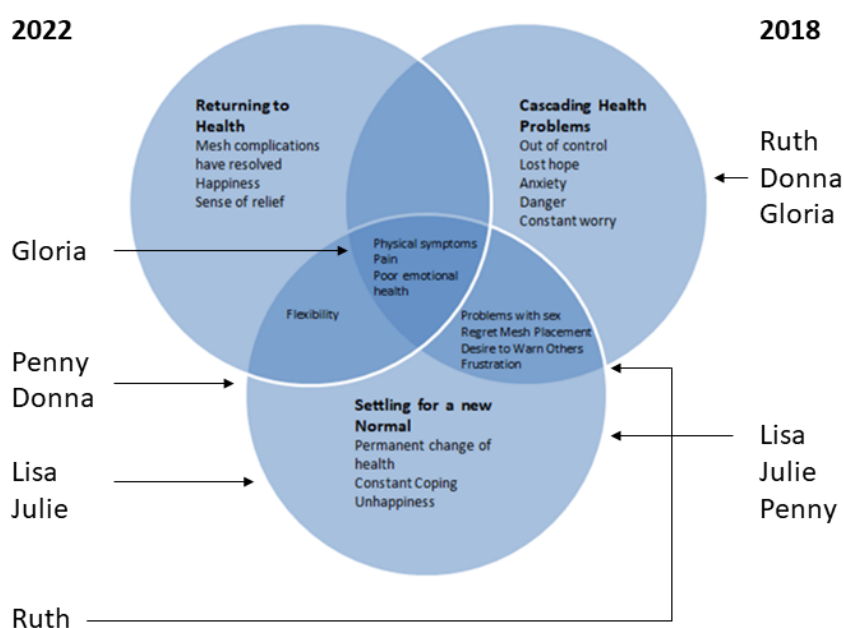 2022
2018
Returning to
Health
Mesh complications
have resolved
Happiness
Sense of relief
Cascading Health
Problems
Out of control
Lost hope
Anxiety
Danger
Constant worry
Ruth
Donna
Gloria
Gloria
Physical symptoms
Pain
Poor emotional
health
Flexibility
Problems with sex
Regret Mesh Placement
Desire to Warn Others
Frustration
Penny
Donna
Settling for a new
Normal
Permanent change of
health
Constant Coping
Unhappiness
Lisa
Julie
Lisa
Julie
Penny
Ruth